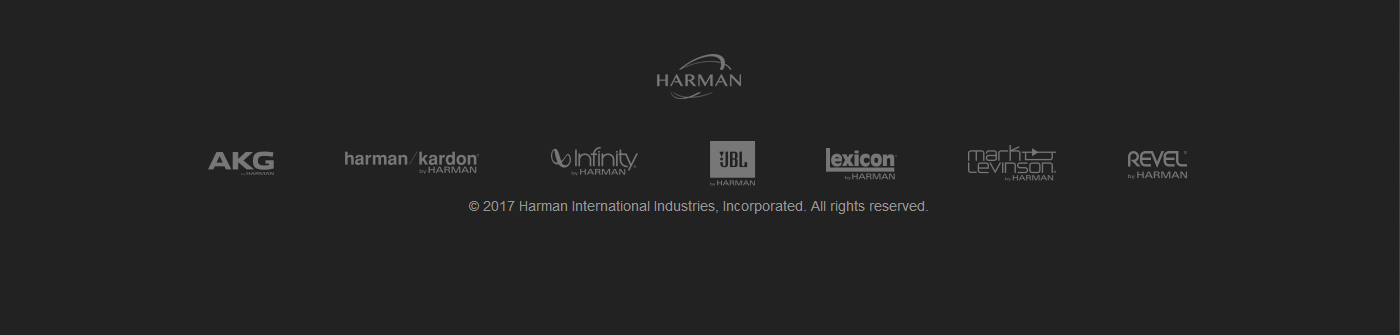 HARMAN
AKG by HARMAN
harman/kardon® by HARMAN
Infinity® by HARMAN
JBL by HARMAN
lexicon® by HARMAN
mark Levinson® by HARMAN
REVEL® by HARMAN
© 2017 Harman International Industries, Incorporated. All rights reserved.